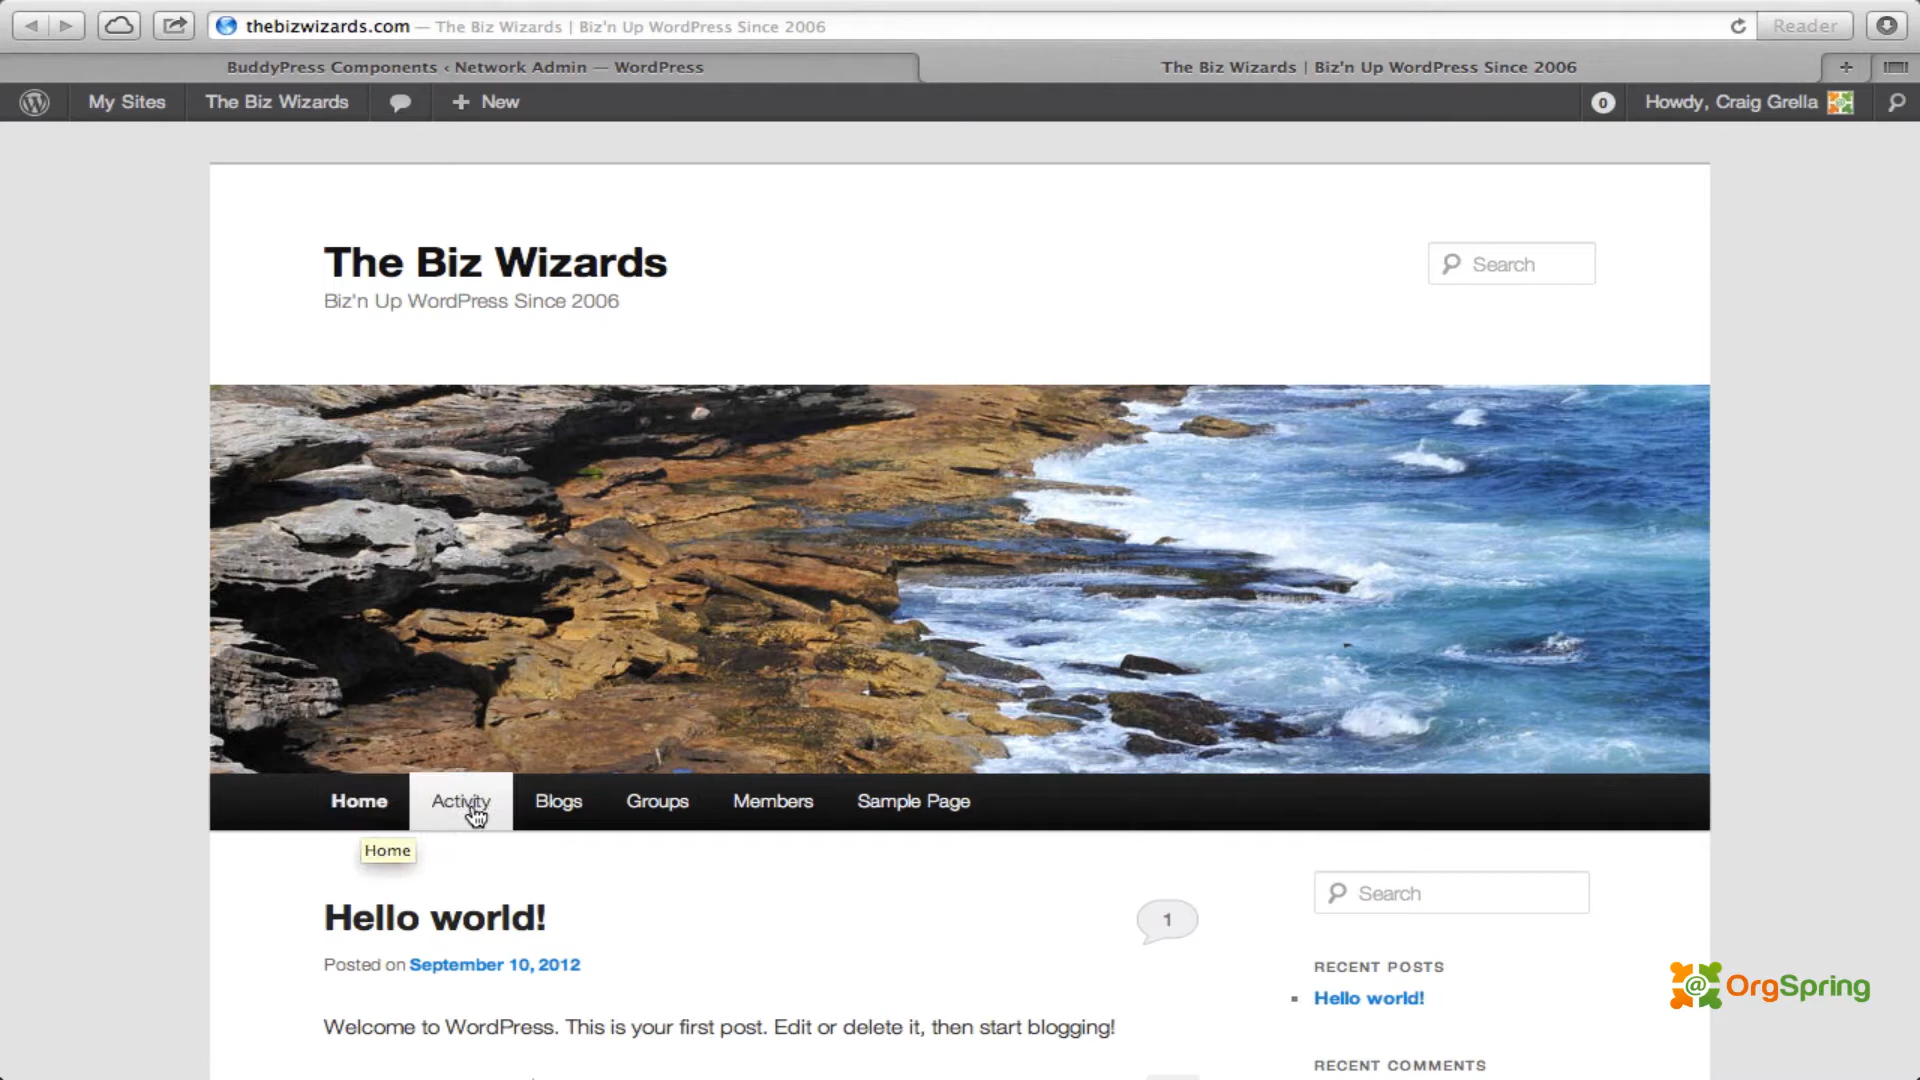 thebizwizards.com — The Biz Wizards | Biz'n Up WordPress Since 2006
Reader
BuddyPress Components ‹ Network Admin — WordPress
The Biz Wizards | Biz'n Up WordPress Since 2006
My Sites
The Biz Wizards
+ New
0
Howdy, Craig Grella
The Biz Wizards
Biz'n Up WordPress Since 2006
Search
Home
Activity
Blogs
Groups
Members
Sample Page
Home
Hello world!
1
Posted on September 10, 2012
Welcome to WordPress. This is your first post. Edit or delete it, then start blogging!
Search
RECENT POSTS
Hello world!
RECENT COMMENTS
OrgSpring